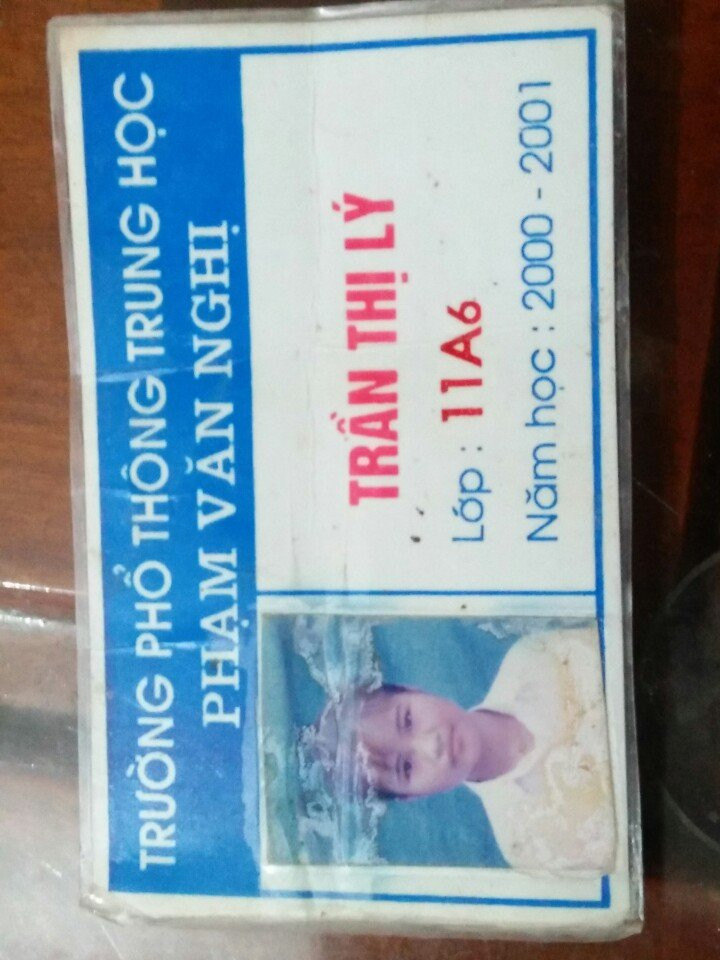 TRƯỜNG PHỔ THÔNG TRUNG HỌC
PHẠM VĂN NGHỊ
TRẦN THỊ LÝ
Lớp : 11A6
Năm học : 2000 - 2001